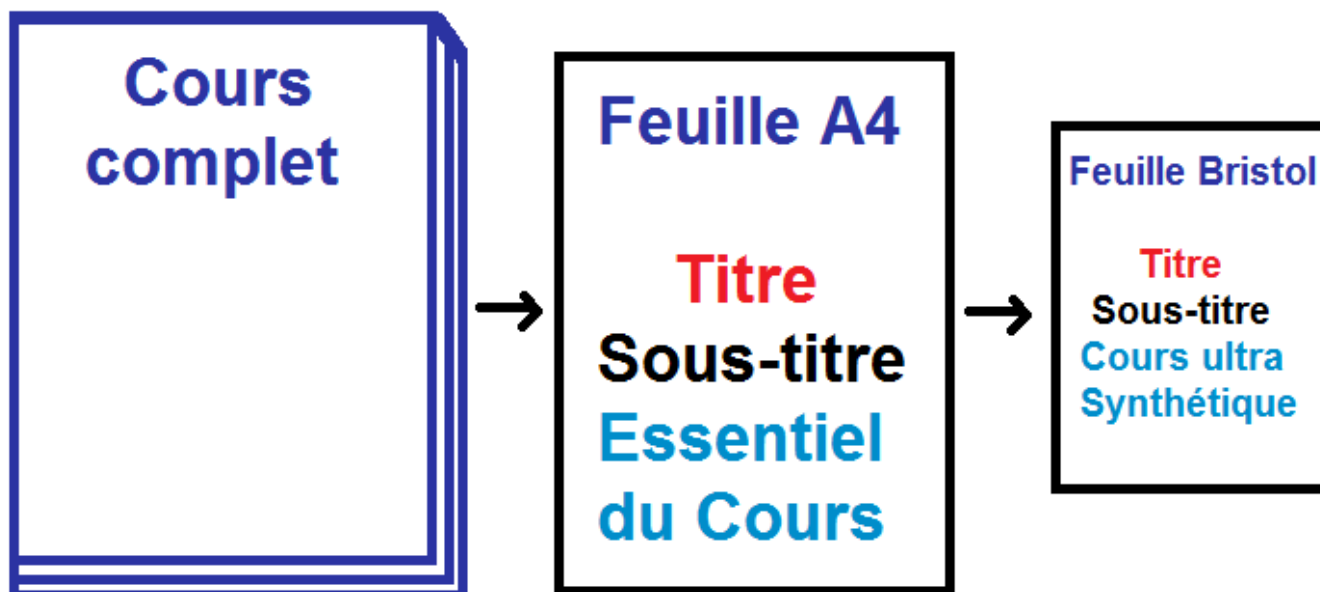 Cours
complet
Feuille A4
Titre
Sous-titre
Essentiel
du Cours
Feuille Bristol
Titre
Sous-titre
Cours ultra
Synthétique